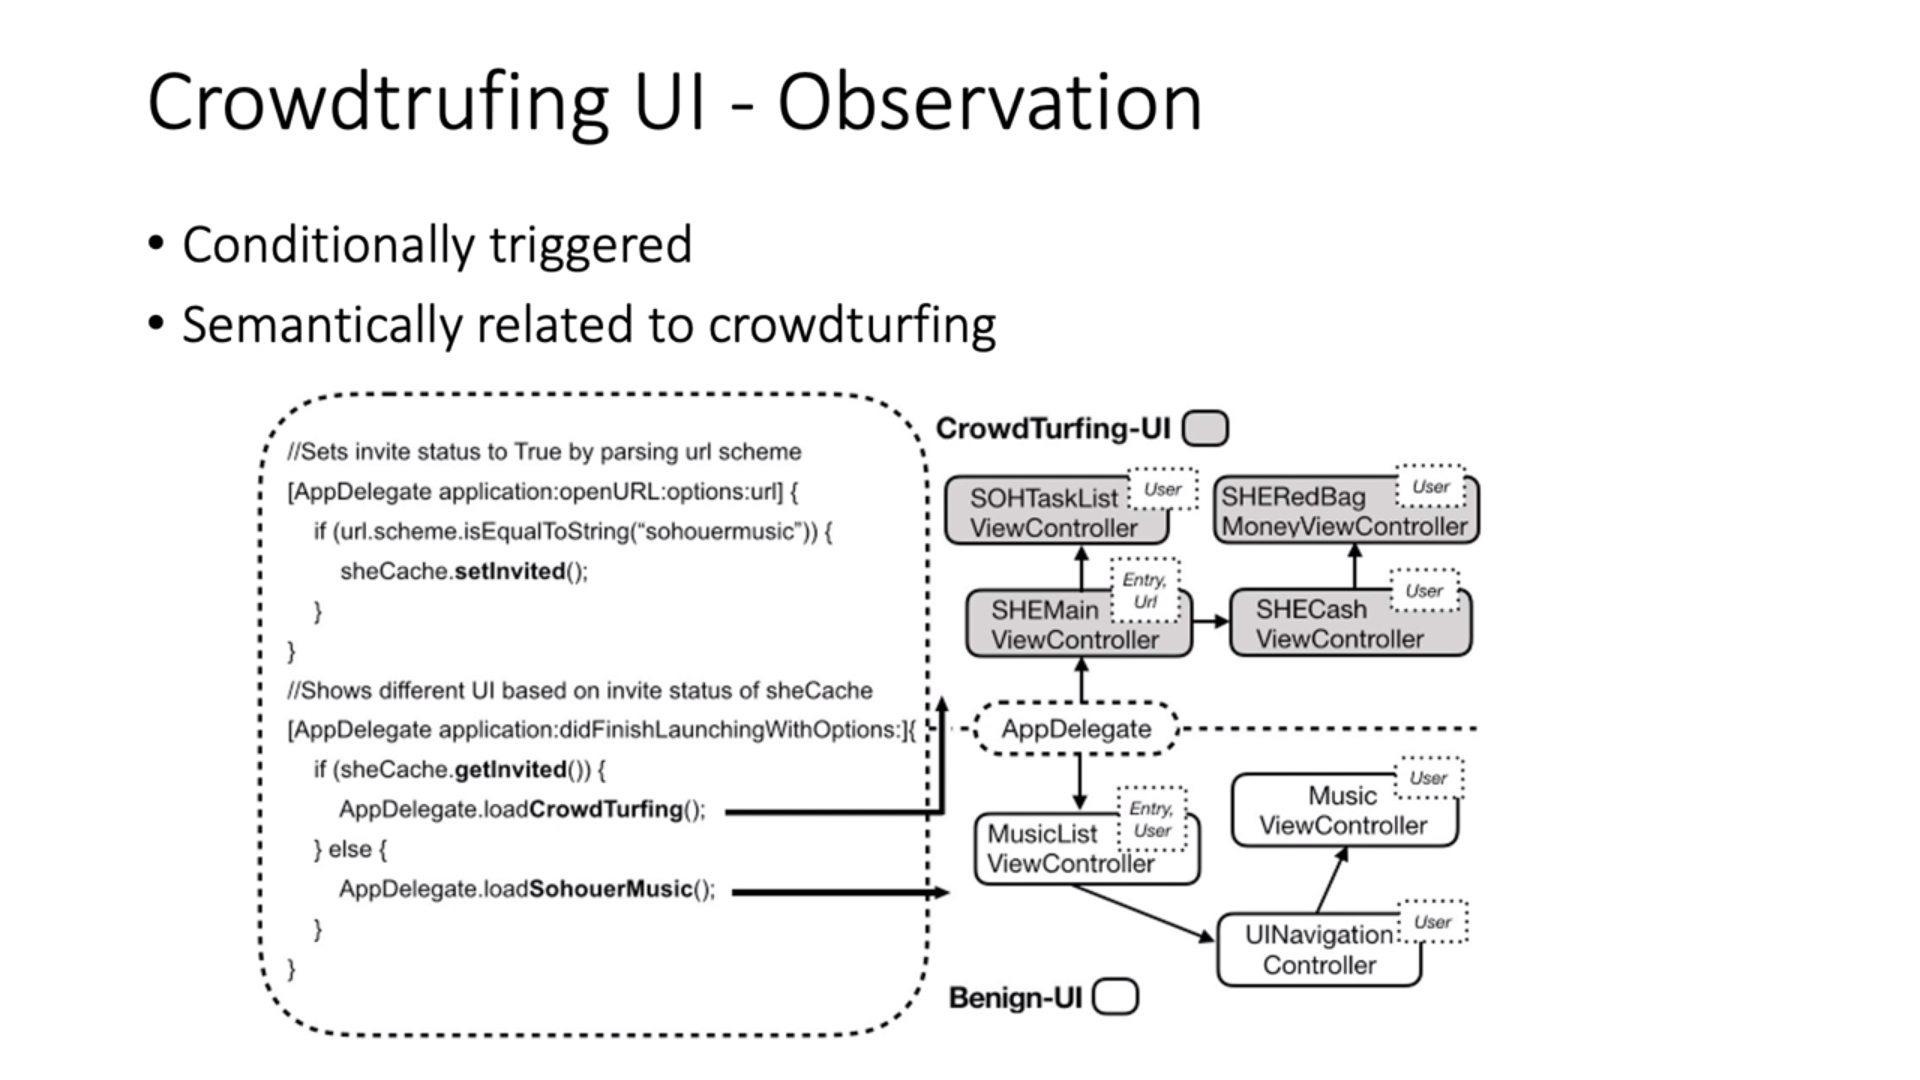 Crowdtrufing UI - Observation
• Conditionally triggered
• Semantically related to crowdturfing
//Sets invite status to True by parsing url scheme
[AppDelegate application:openURL:options:url] {
if (url.scheme.isEqualToString(“sohouermusic”)) {
sheCache.setInvited();
}
}
//Shows different UI based on invite status of sheCache
[AppDelegate application:didFinishLaunchingWithOptions:]{
if (sheCache.getInvited()) {
AppDelegate.loadCrowdTurfing();
} else {
AppDelegate.loadSohouerMusic();
}
}
CrowdTurfing-UI
SOHTaskList
ViewController
User
SHERedBag
MoneyViewController
User
SHEMain
ViewController
Entry,
Url
SHECash
ViewController
User
AppDelegate
MusicList
ViewController
Entry,
User
Music
ViewController
User
UINavigation
Controller
User
Benign-UI